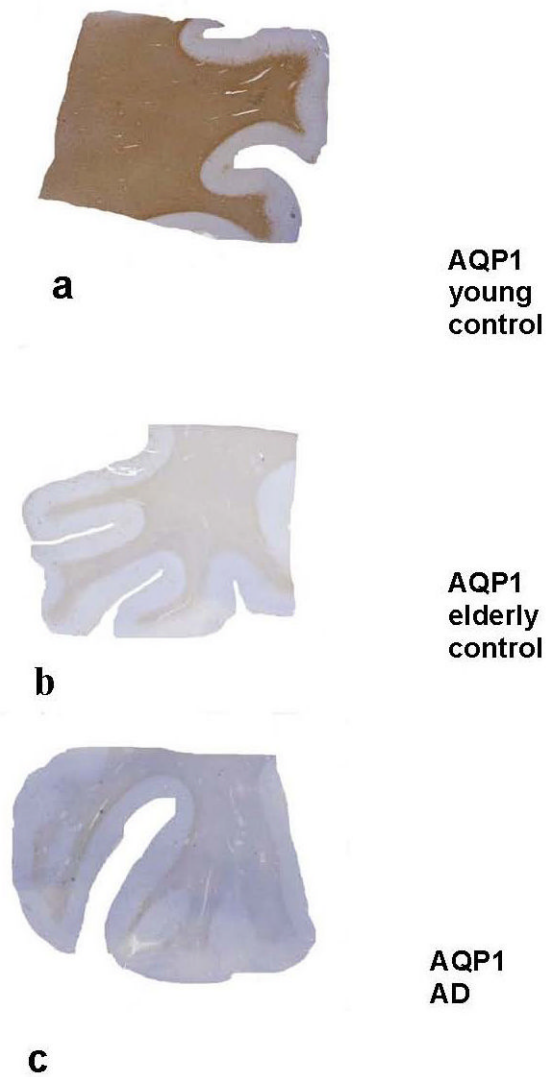 a
AQP1
young
control
b
AQP1
elderly
control
c
AQP1
AD